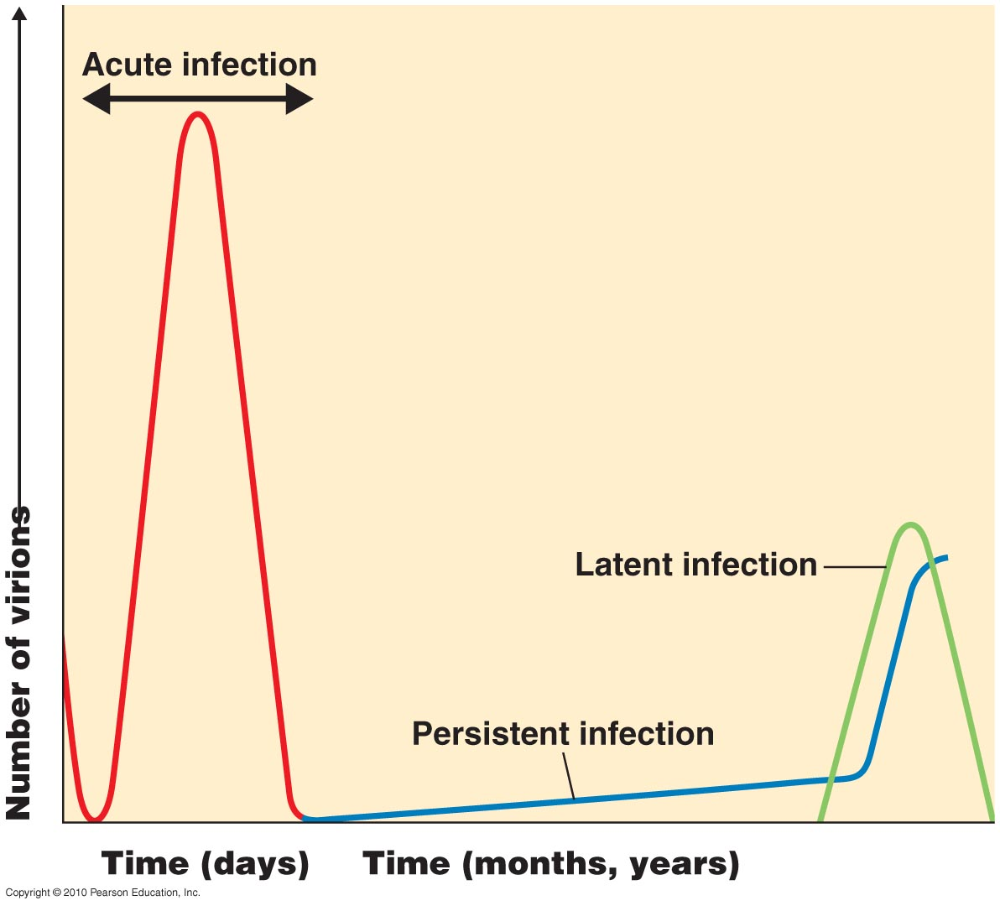 Acute infection
Number of virions
Latent infection
Persistent infection
Time (days)
Time (months, years)
Copyright © 2010 Pearson Education, Inc.